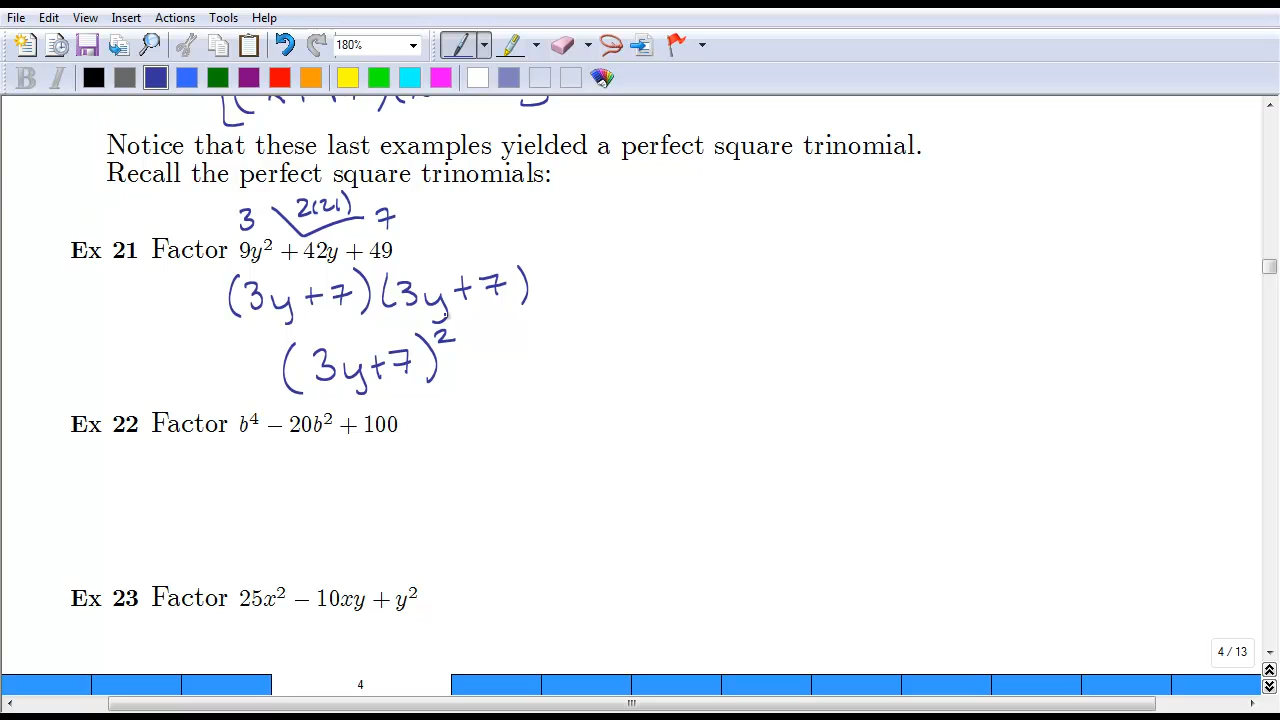 File Edit View Insert Actions Tools Help
180%
B I
Notice that these last examples yielded a perfect square trinomial.
Recall the perfect square trinomials:
3 2(21) 7
Ex 21 Factor 9y² + 42y + 49
(3y+7)(3y+7)
(3y+7)²
Ex 22 Factor b⁴ − 20b² + 100
Ex 23 Factor 25x² − 10xy + y²
4 / 13
4